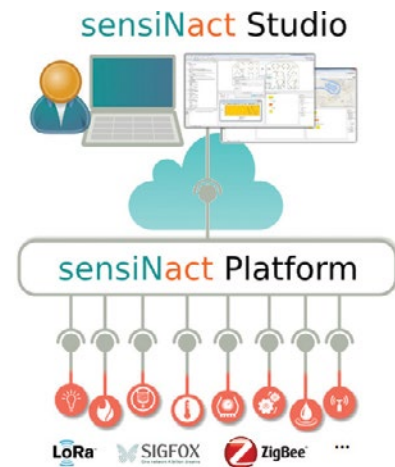 sensiNact Studio
sensiNact Platform
LoRa
SIGFOX
ZigBee
...